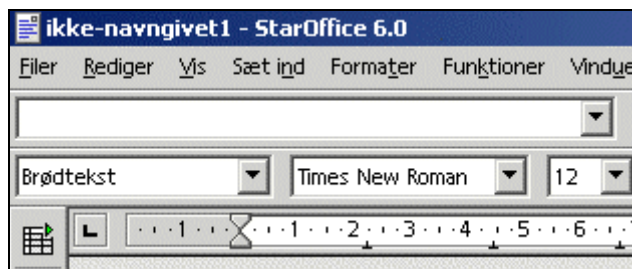 ikke-navngivet1 - StarOffice 6.0
Filer Rediger Vis Sæt ind Formater Funktioner
Brødtekst Times New Roman 12
1 1 2 3 4 5 6